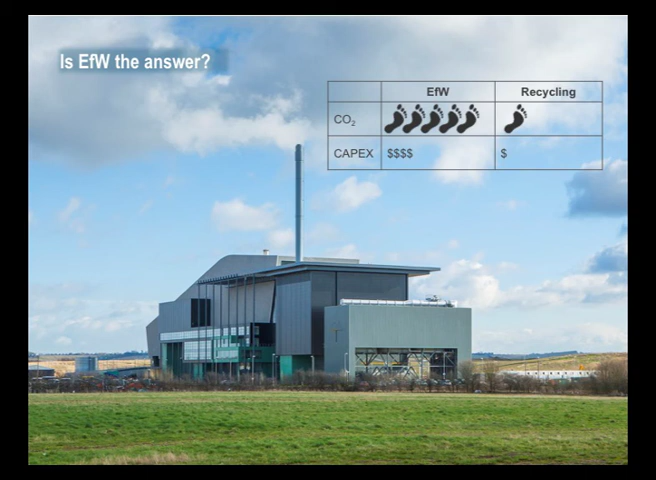 Is EfW the answer?
EfW Recycling
CO₂
CAPEX $$$$ $